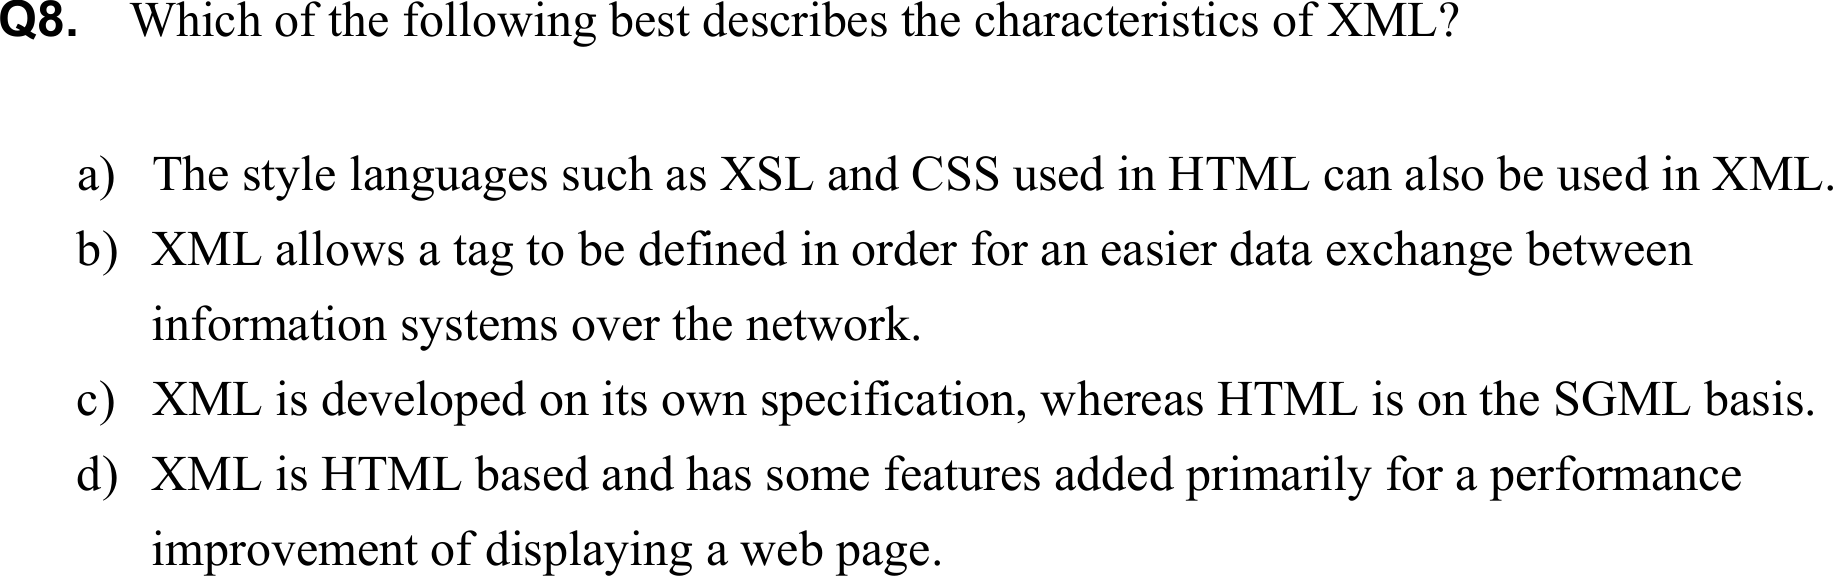 Q8. Which of the following best describes the characteristics of XML?
a) The style languages such as XSL and CSS used in HTML can also be used in XML.
b) XML allows a tag to be defined in order for an easier data exchange between
information systems over the network.
c) XML is developed on its own specification, whereas HTML is on the SGML basis.
d) XML is HTML based and has some features added primarily for a performance
improvement of displaying a web page.